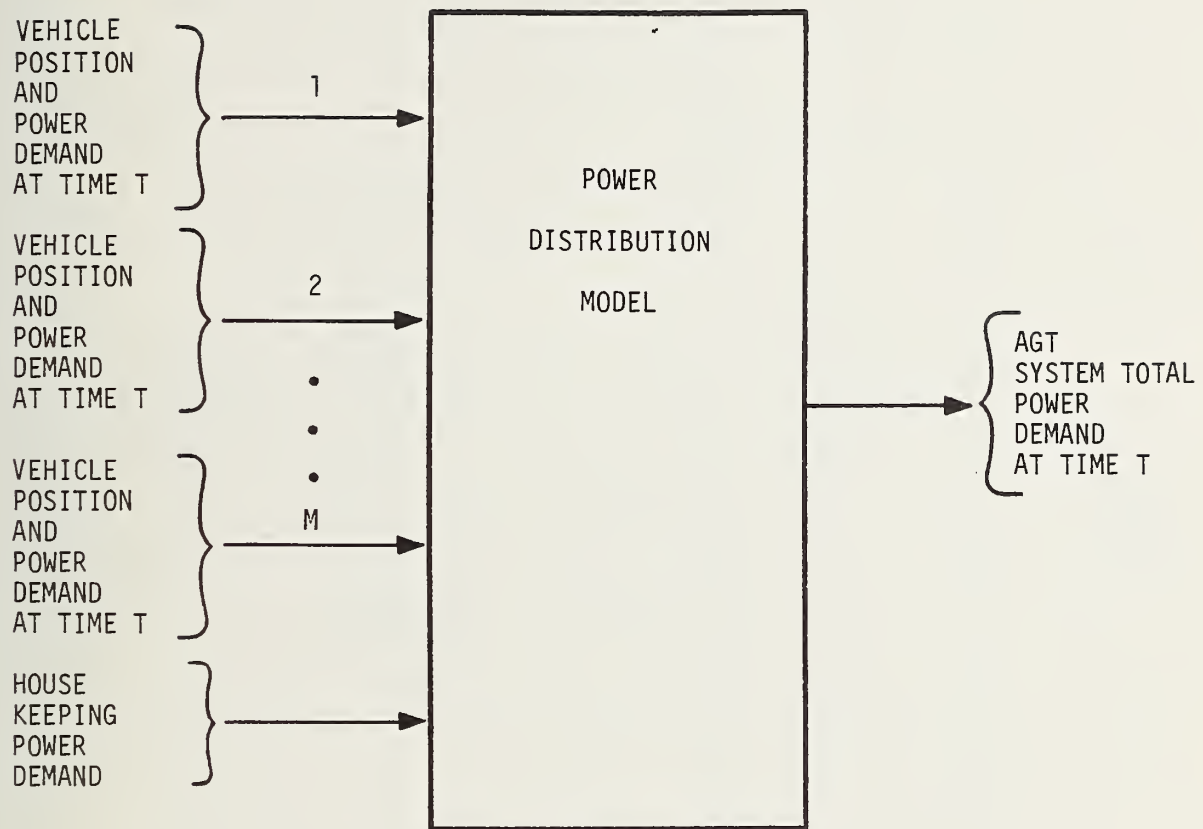 VEHICLE
POSITION
AND
POWER
DEMAND
AT TIME T
1
VEHICLE
POSITION
AND
POWER
DEMAND
AT TIME T
2
VEHICLE
POSITION
AND
POWER
DEMAND
AT TIME T
M
HOUSE
KEEPING
POWER
DEMAND
POWER
DISTRIBUTION
MODEL
AGT
SYSTEM TOTAL
POWER
DEMAND
AT TIME T